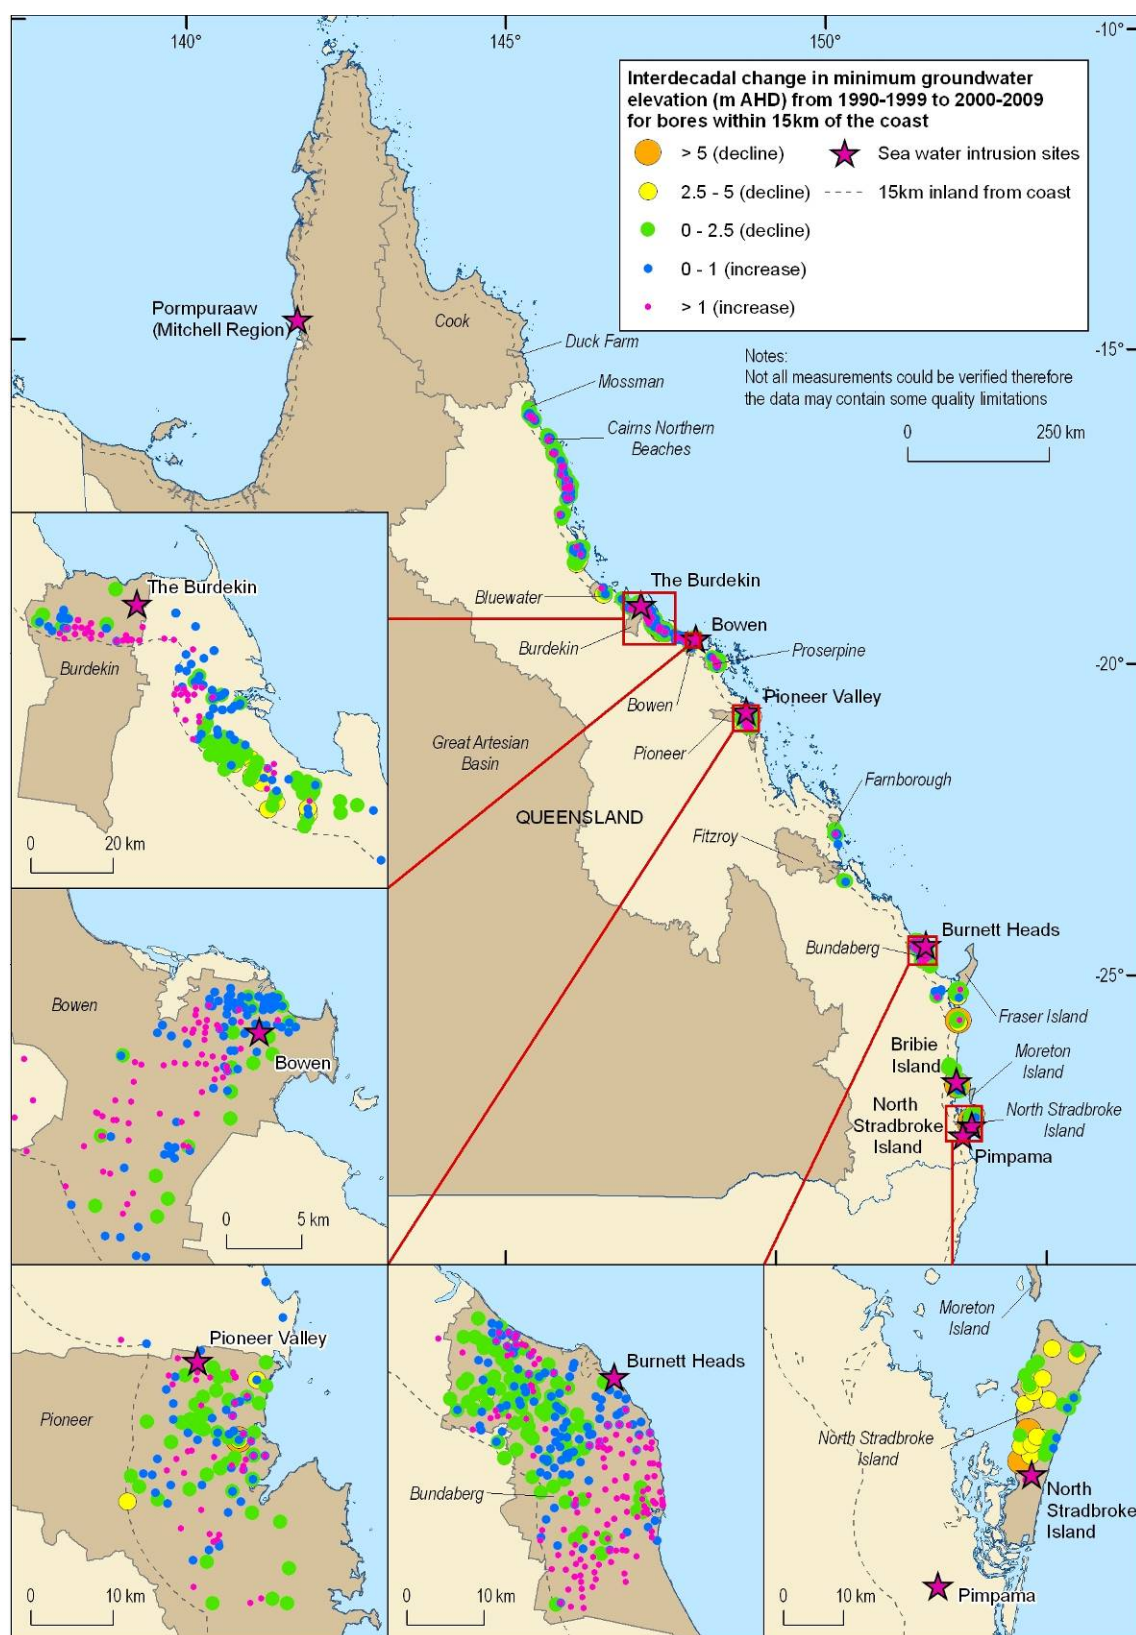 140°
145°
150°
-10°
Interdecadal change in minimum groundwater
elevation (m AHD) from 1990-1999 to 2000-2009
for bores within 15km of the coast
> 5 (decline)
Sea water intrusion sites
2.5 - 5 (decline)
15km inland from coast
0 - 2.5 (decline)
0 - 1 (increase)
> 1 (increase)
Pormpuraaw
(Mitchell Region)
Cook
Duck Farm
Mossman
Cairns Northern
Beaches
Notes:
Not all measurements could be verified therefore
the data may contain some quality limitations
-15°
0
250 km
Bluewater
The Burdekin
Burdekin
Bowen
Proserpine
-20°
Bowen
Pioneer Valley
Pioneer
Great Artesian
Basin
QUEENSLAND
Farnborough
Fitzroy
Burnett Heads
Bundaberg
-25°
Fraser Island
Bribie
Island
Moreton
Island
North
Stradbroke
Island
North Stradbroke
Island
Pimpama
The Burdekin
Burdekin
0
20 km
Bowen
Bowen
0
5 km
Pioneer Valley
Pioneer
0
10 km
Burnett Heads
Bundaberg
0
10 km
Moreton
Island
North Stradbroke
Island
North
Stradbroke
Island
0
10 km
Pimpama